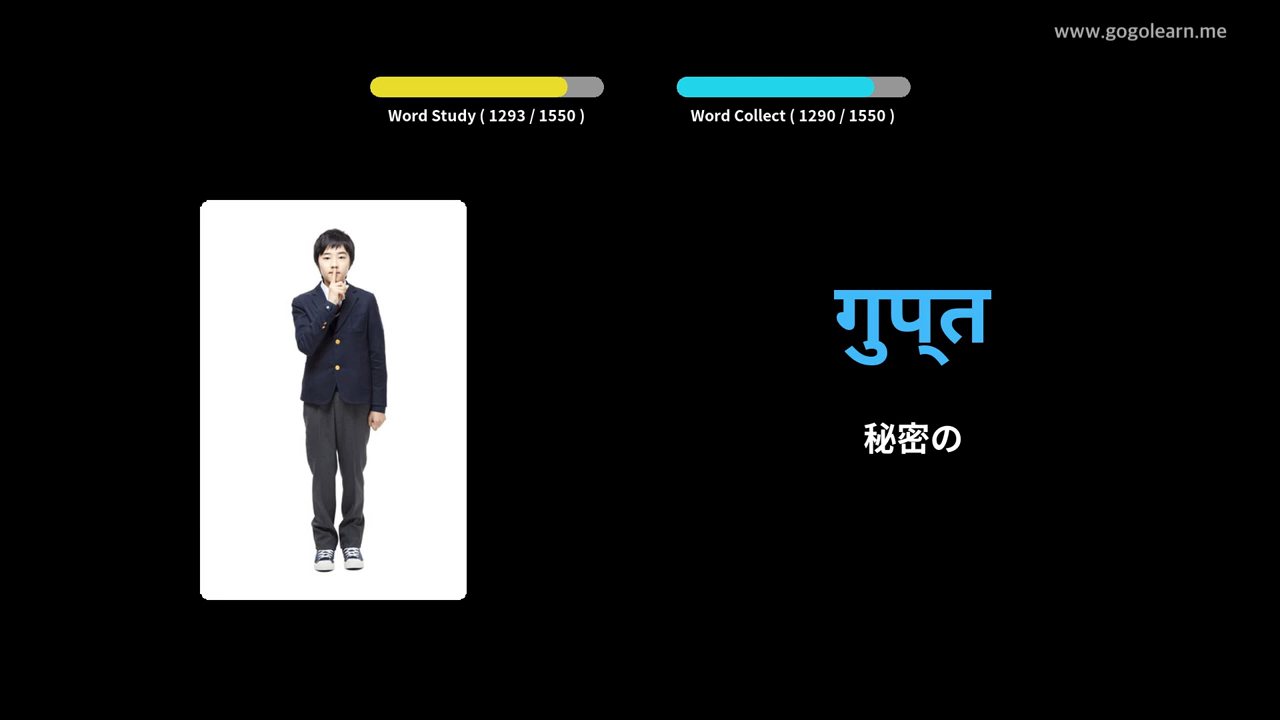 www.gogolearn.me
Word Study ( 1293 / 1550 )
Word Collect ( 1290 / 1550 )
गुप्त
秘密の